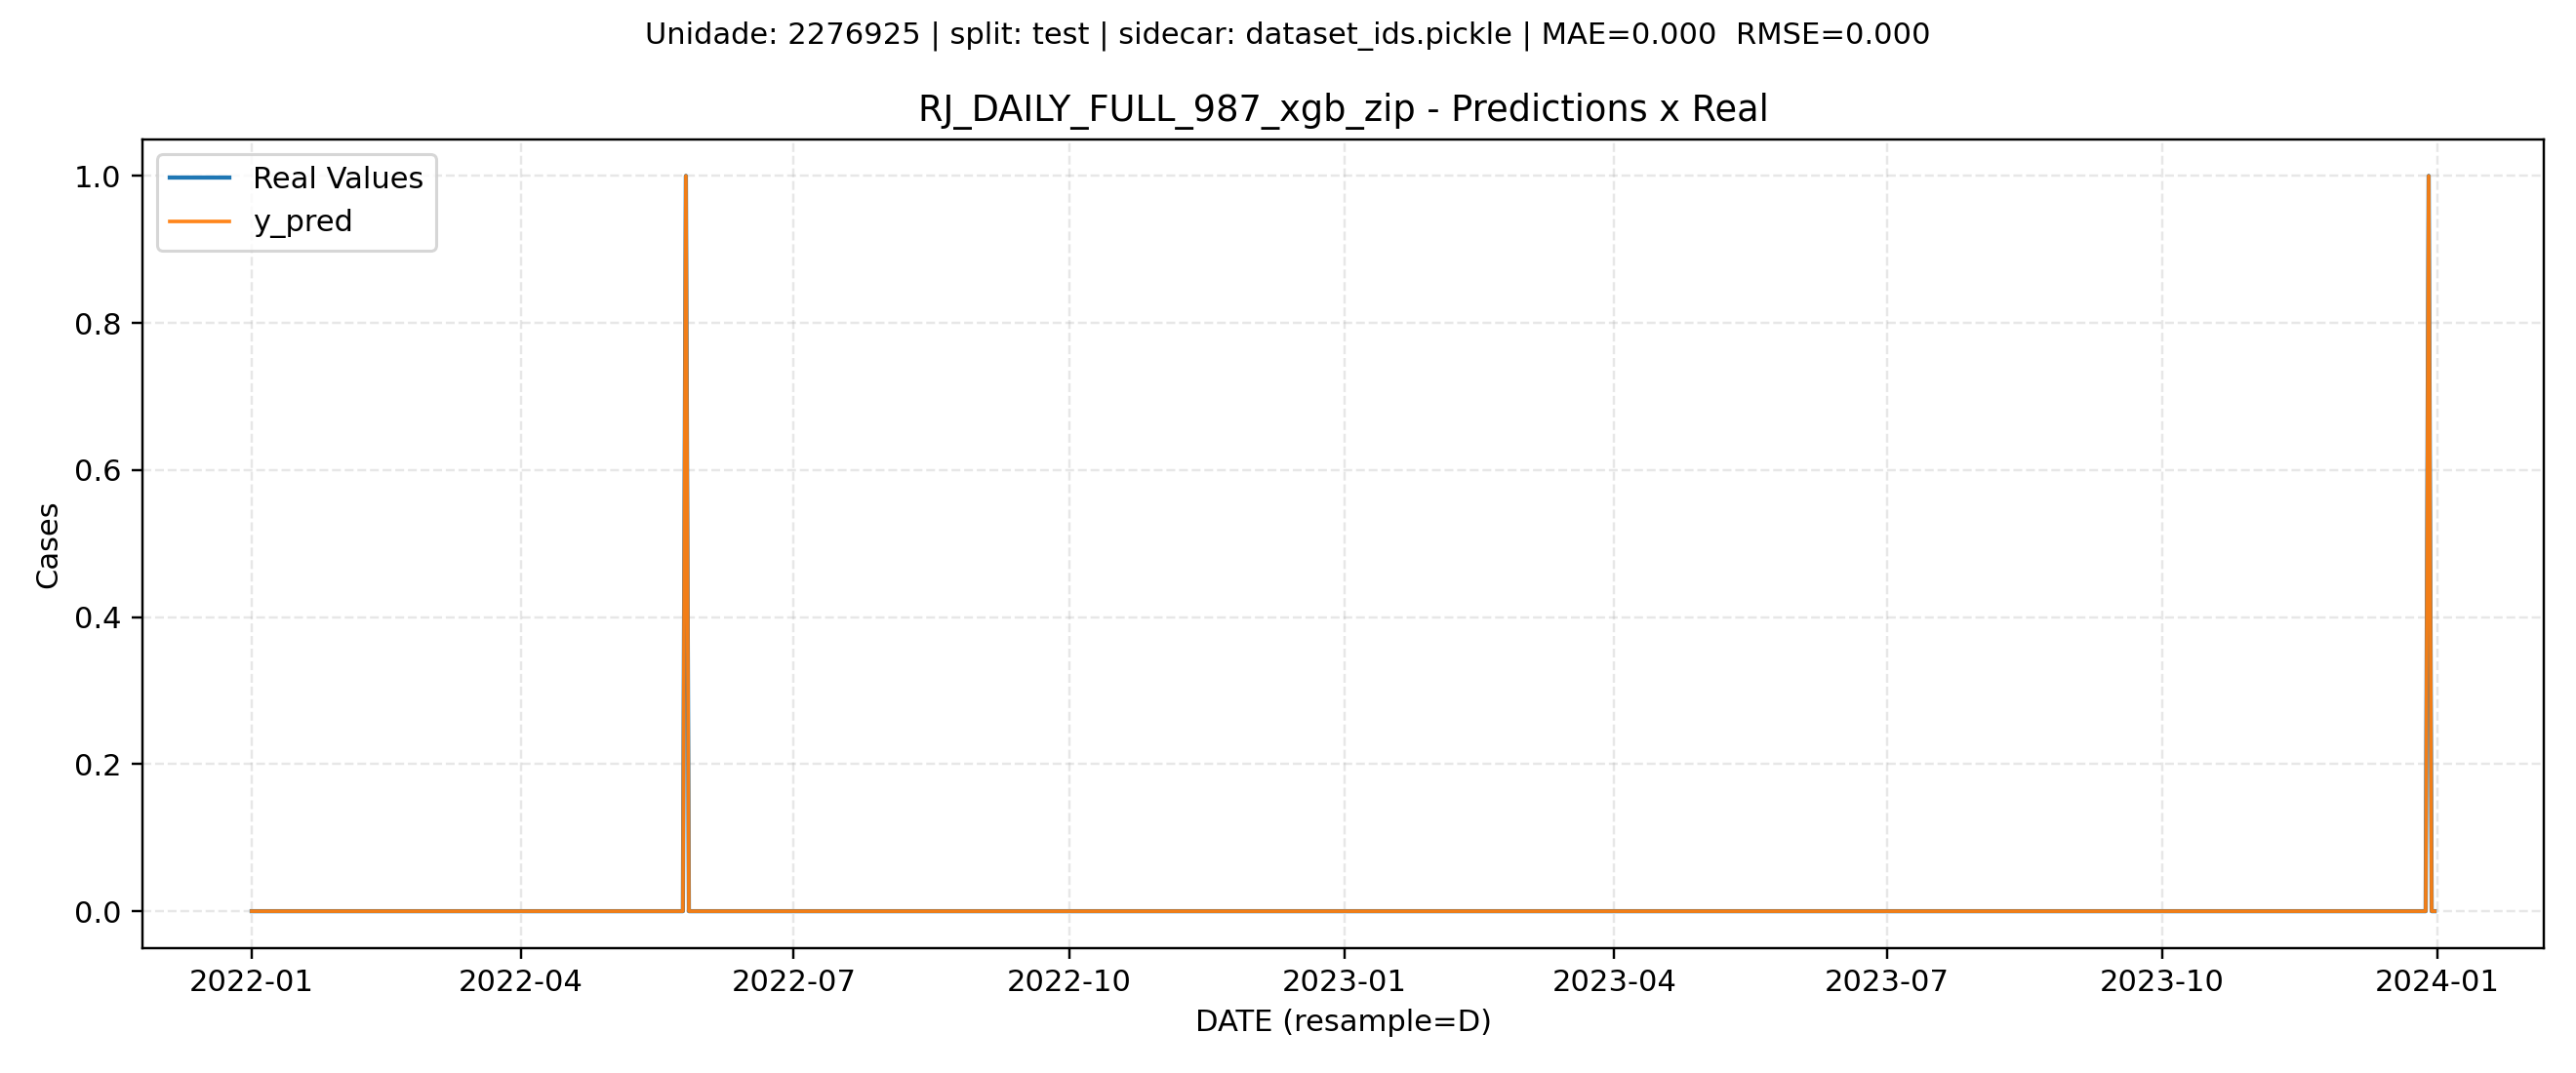 Unidade: 2276925 | split: test | sidecar: dataset_ids.pickle | MAE=0.000  RMSE=0.000
RJ_DAILY_FULL_987_xgb_zip - Predictions x Real
Real Values
y_pred
1.0
0.8
0.6
0.4
0.2
0.0
Cases
2022-01 2022-04 2022-07 2022-10 2023-01 2023-04 2023-07 2023-10 2024-01
DATE (resample=D)